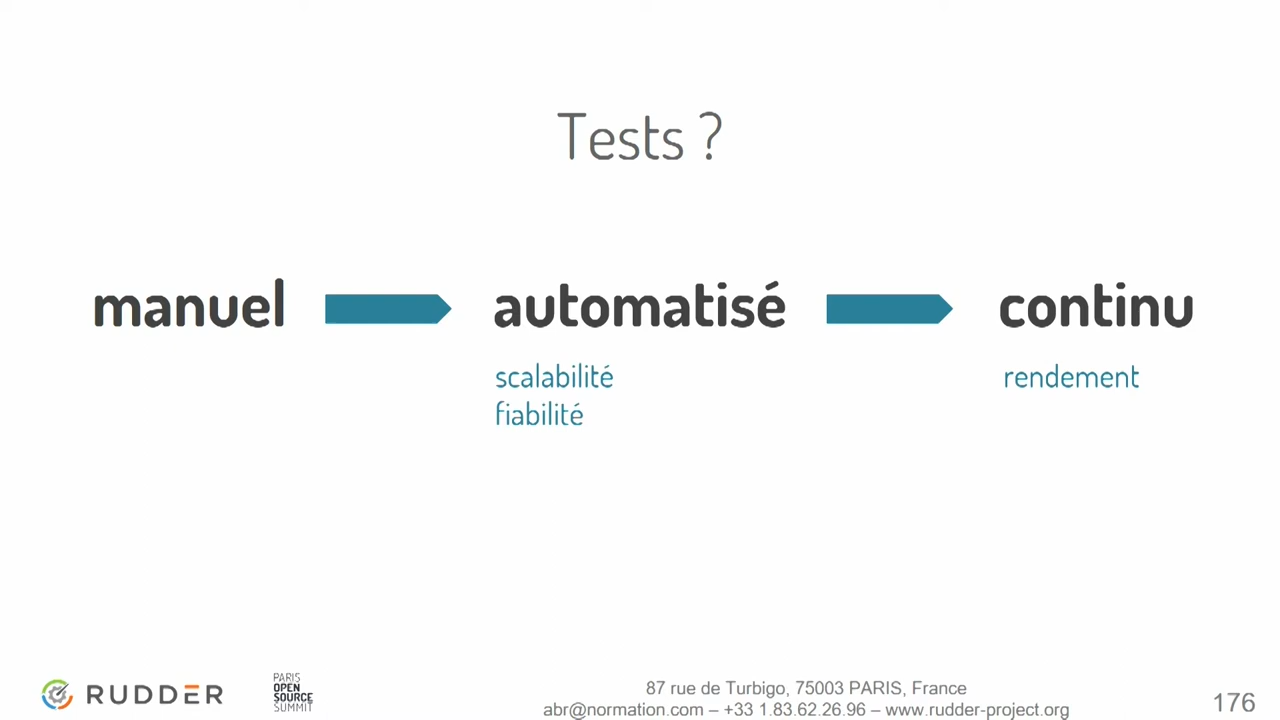 Tests ?
manuel automatisé continu
scalabilité rendement
fiabilité
RUDDER
PARIS
OPEN
SOURCE
SUMMIT
87 rue de Turbigo, 75003 PARIS, France
abr@normation.com – +33 1.83.62.26.96 – www.rudder-project.org
176